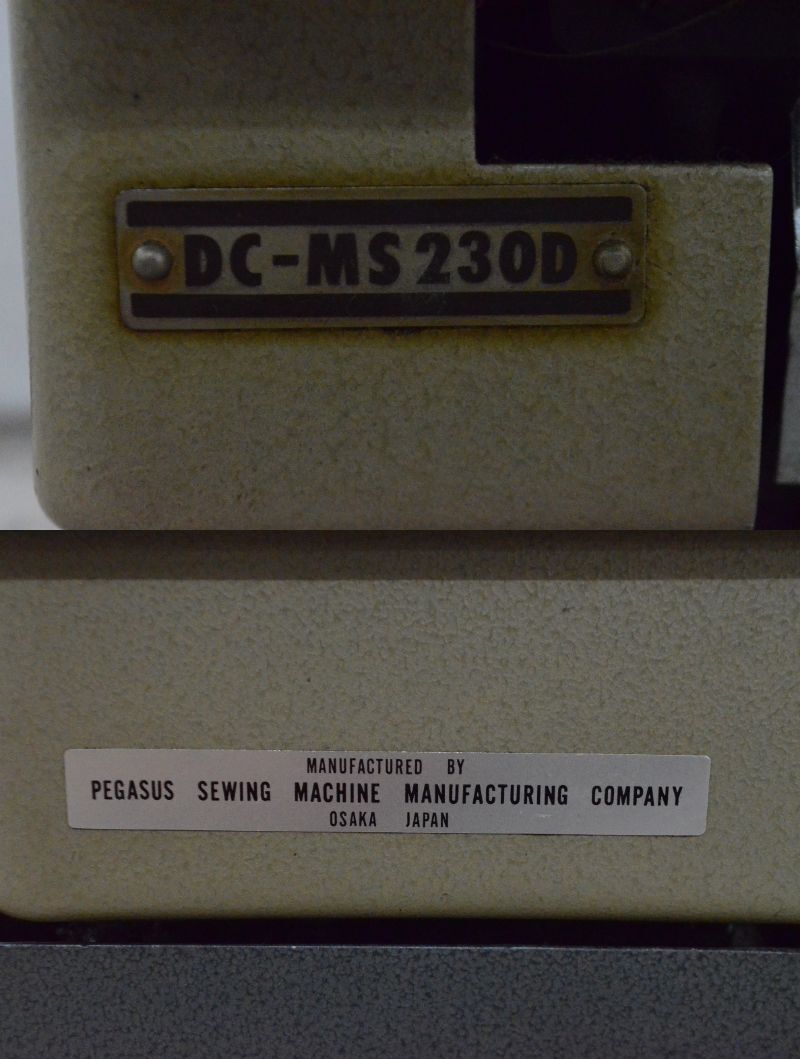 DC-MS230D
MANUFACTURED BY
PEGASUS SEWING MACHINE MANUFACTURING COMPANY
OSAKA JAPAN